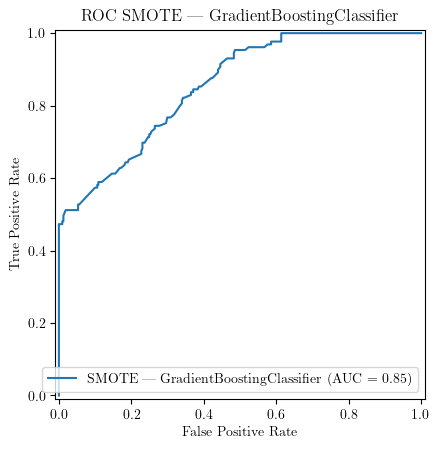 ROC SMOTE — GradientBoostingClassifier
1.0
0.8
0.6
0.4
0.2
0.0
True Positive Rate
SMOTE — GradientBoostingClassifier (AUC = 0.85)
0.0 0.2 0.4 0.6 0.8 1.0
False Positive Rate